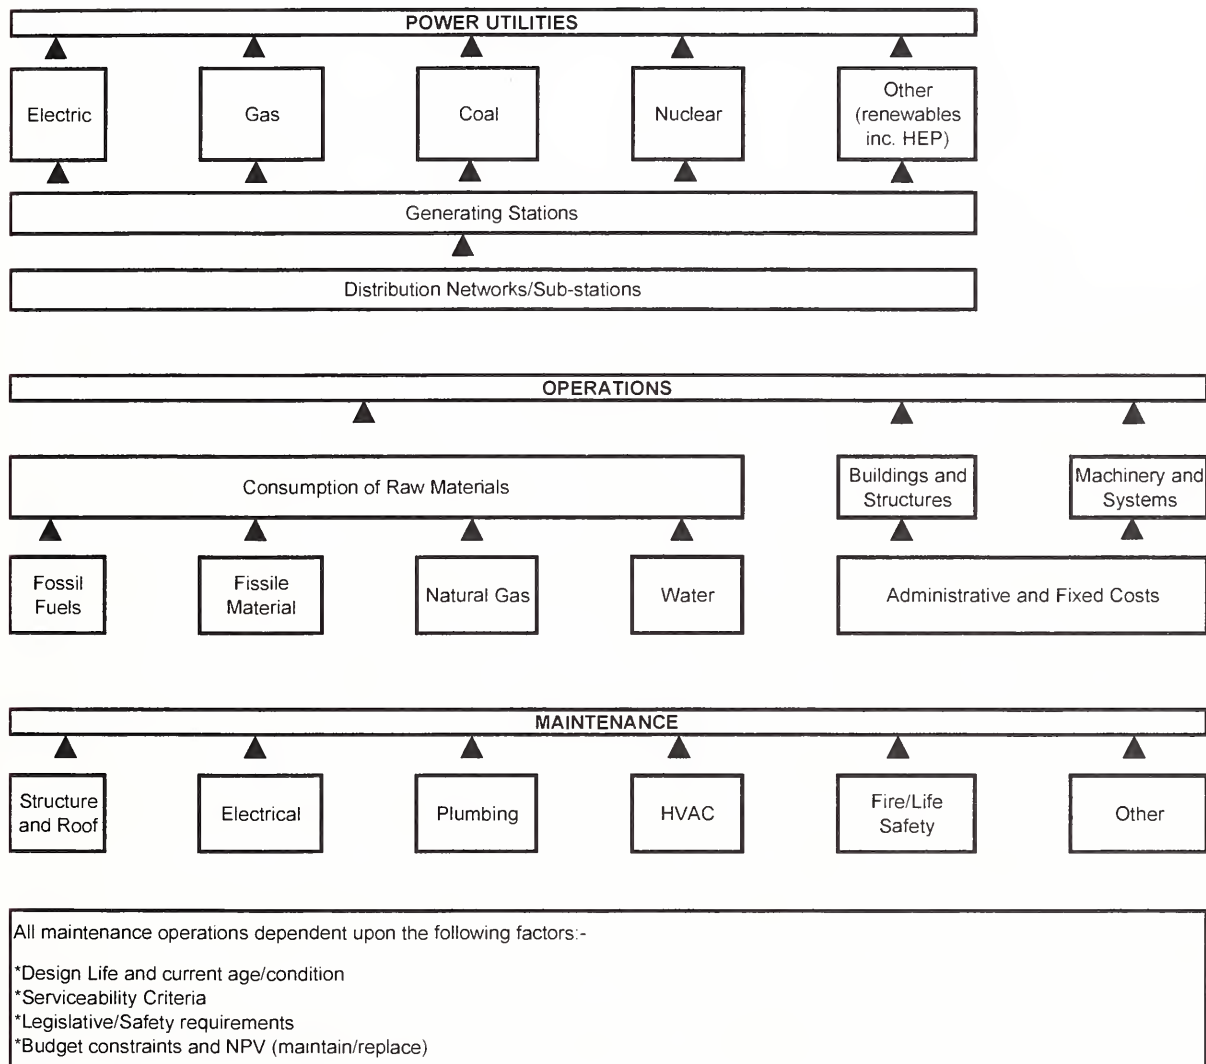 POWER UTILITIES
Electric
Gas
Coal
Nuclear
Other
(renewables
inc. HEP)
Generating Stations
Distribution Networks/Sub-stations
OPERATIONS
Consumption of Raw Materials
Buildings and
Structures
Machinery and
Systems
Fossil
Fuels
Fissile
Material
Natural Gas
Water
Administrative and Fixed Costs
MAINTENANCE
Structure
and Roof
Electrical
Plumbing
HVAC
Fire/Life
Safety
Other
All maintenance operations dependent upon the following factors:-
*Design Life and current age/condition
*Serviceability Criteria
*Legislative/Safety requirements
*Budget constraints and NPV (maintain/replace)